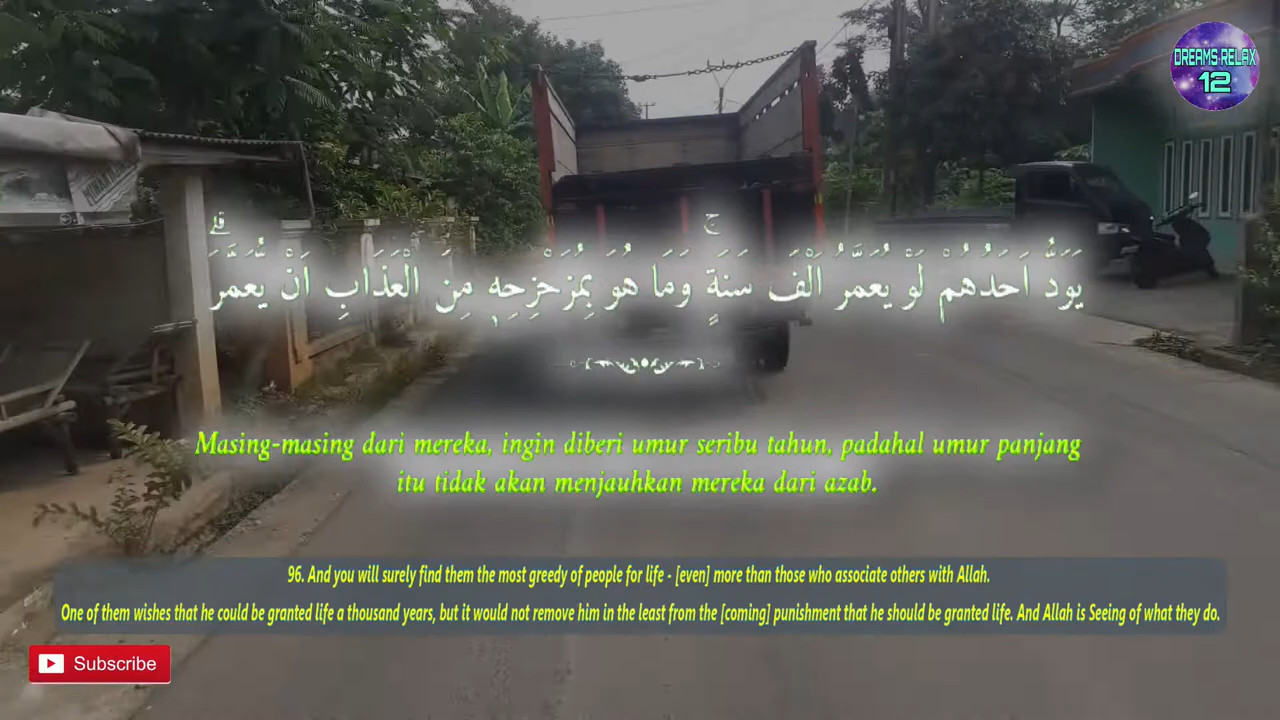 DREAMS RELAX
12
يَوَدُّ اَحَدُهُمْ لَوْ يُعَمَّرُ اَلْفَ سَنَةٍۚ وَمَا هُوَ بِمُزَحْزِحِهٖ مِنَ الْعَذَابِ اَنْ يُّعَمَّرَۗ
Masing-masing dari mereka, ingin diberi umur seribu tahun, padahal umur panjang
itu tidak akan menjauhkan mereka dari azab.
96. And you will surely find them the most greedy of people for life - [even] more than those who associate others with Allah.
One of them wishes that he could be granted life a thousand years, but it would not remove him in the least from the [coming] punishment that he should be granted life. And Allah is Seeing of what they do.
Subscribe